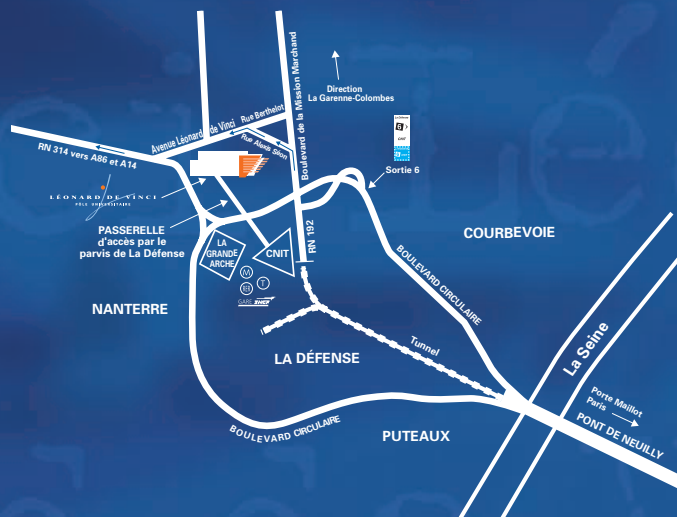 Boulevard de la Mission Marchand
Direction
La Garenne-Colombes
Rue Berthelot
Avenue Léonard de Vinci
Rue Alexis Séon
RN 314 vers A86 et A14
6
Sortie 6
LÉONARD DE VINCI
PÔLE UNIVERSITAIRE
PASSERELLE
d'accès par le
parvis de La Défense
LA
GRANDE
ARCHE
CNIT
RN 192
COURBEVOIE
M
RER
T
GARE SNCF
BOULEVARD CIRCULAIRE
NANTERRE
LA DÉFENSE
Tunnel
La Seine
Porte Maillot
Paris
PONT DE NEUILLY
BOULEVARD CIRCULAIRE
PUTEAUX